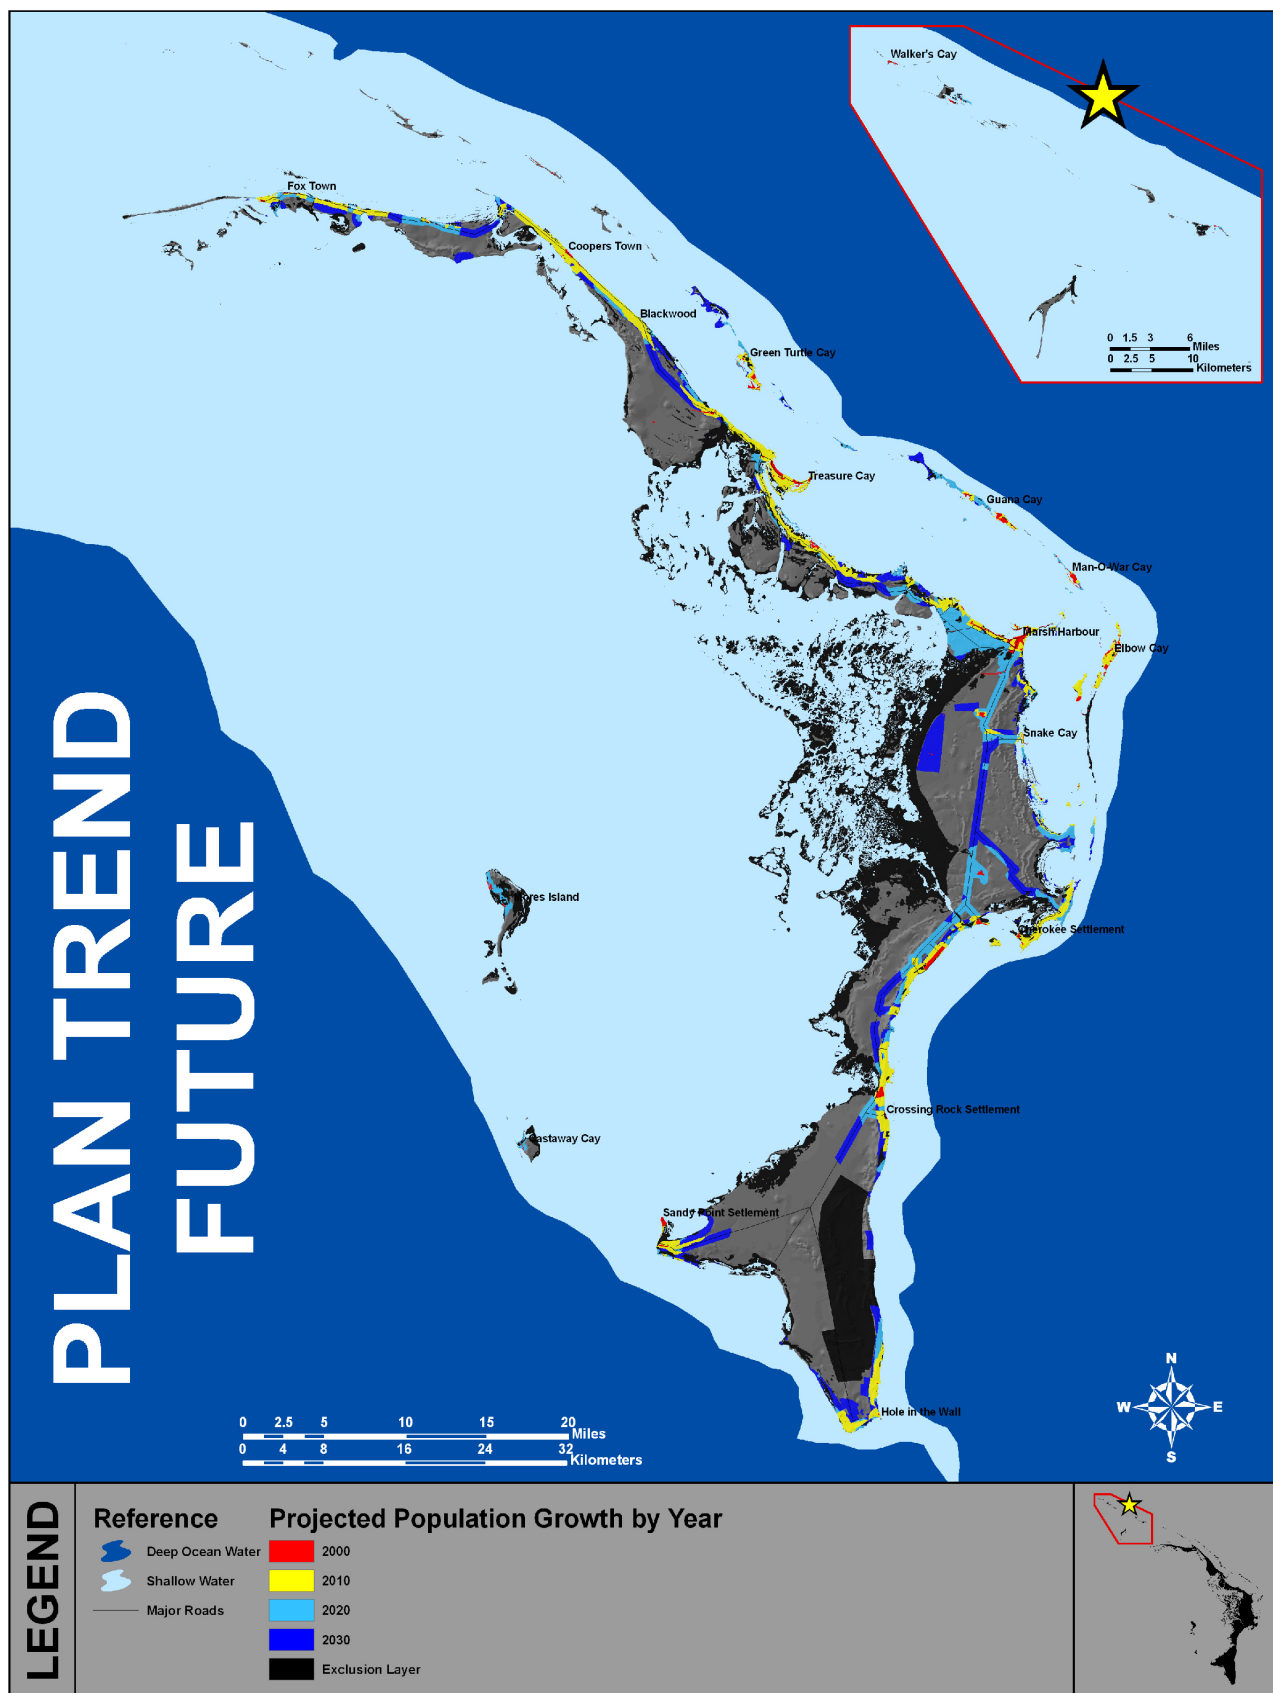 PLAN TREND
FUTURE
Walker's Cay
0 1.5 3 6
Miles
0 2.5 5 10
Kilometers
Fox Town
Coopers Town
Blackwood
Green Turtle Cay
Treasure Cay
Guana Cay
Man-O-War Cay
Marsh Harbour
Elbow Cay
Snake Cay
ores Island
Cherokee Settlement
Crossing Rock Settlement
Castaway Cay
Sandy Point Setlement
Hole in the Wall
0 2.5 5 10 15 20
Miles
0 4 8 16 24 32
Kilometers
N
W E
S
LEGEND
Reference
Deep Ocean Water
Shallow Water
Major Roads
Projected Population Growth by Year
2000
2010
2020
2030
Exclusion Layer